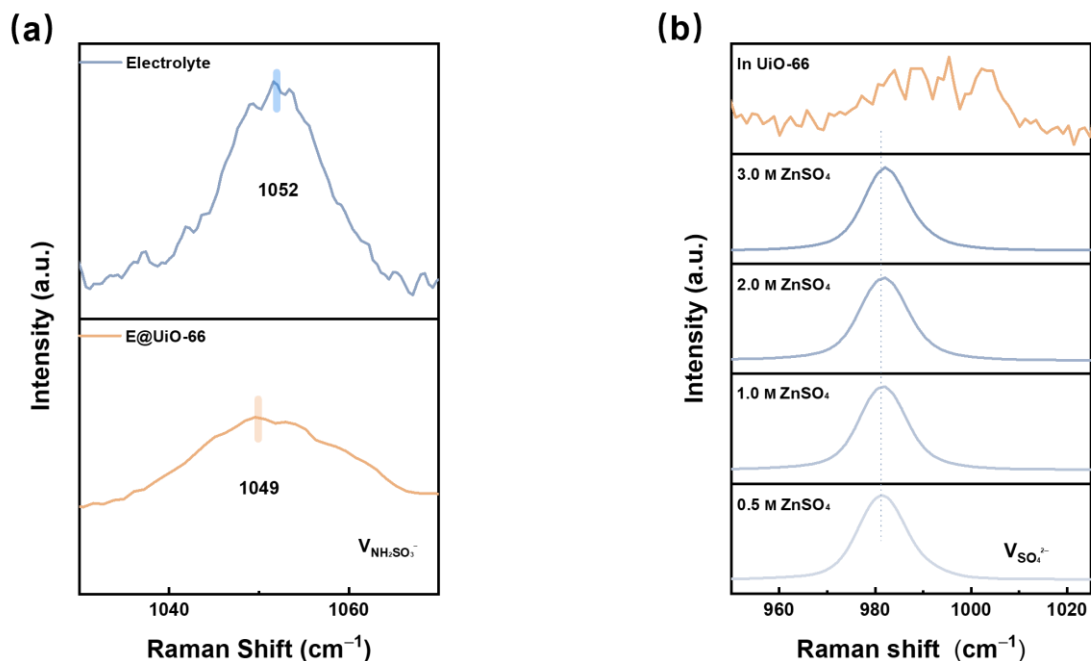 (a)
Electrolyte
1052
E@UiO-66
1049
V_NH₂SO₃⁻
Intensity (a.u.)
1040 1060
Raman Shift (cm⁻¹)
(b)
In UiO-66
3.0 M ZnSO₄
2.0 M ZnSO₄
1.0 M ZnSO₄
0.5 M ZnSO₄
V_SO₄²⁻
Intensity (a.u.)
960 980 1000 1020
Raman shift (cm⁻¹)